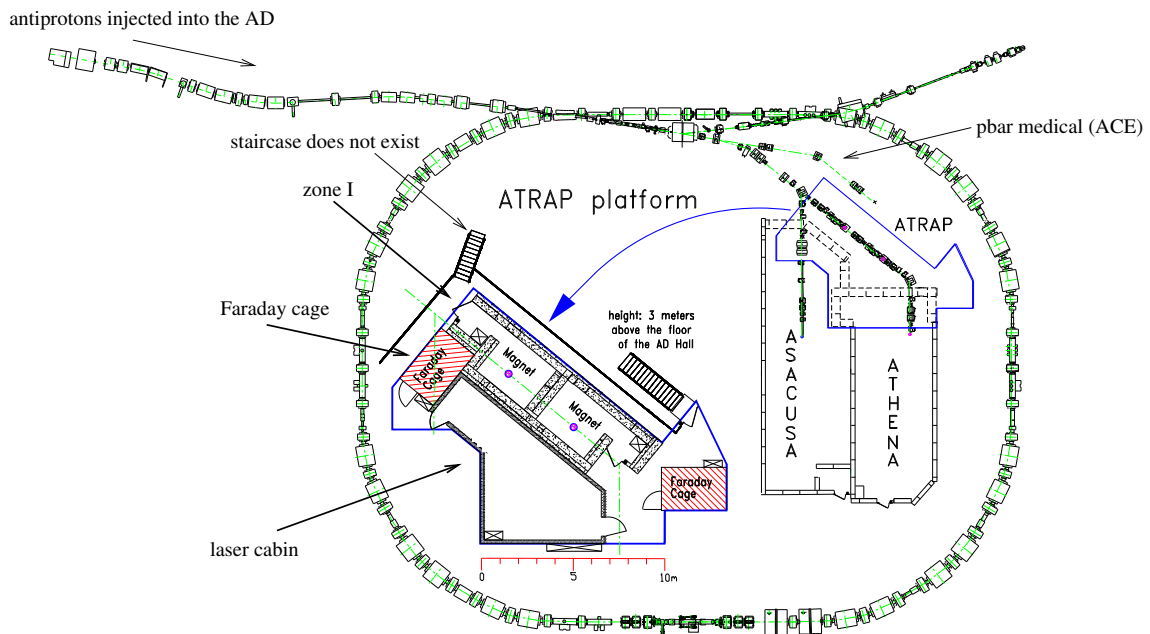 antiprotons injected into the AD
pbar medical (ACE)
staircase does not exist
zone I
ATRAP platform
ATRAP
Faraday cage
height: 3 meters
above the floor
of the AD Hall
Magnet
Faraday
Cage
Magnet
ASACUSA
ATHENA
Faraday
Cage
laser cabin
0 5 10m